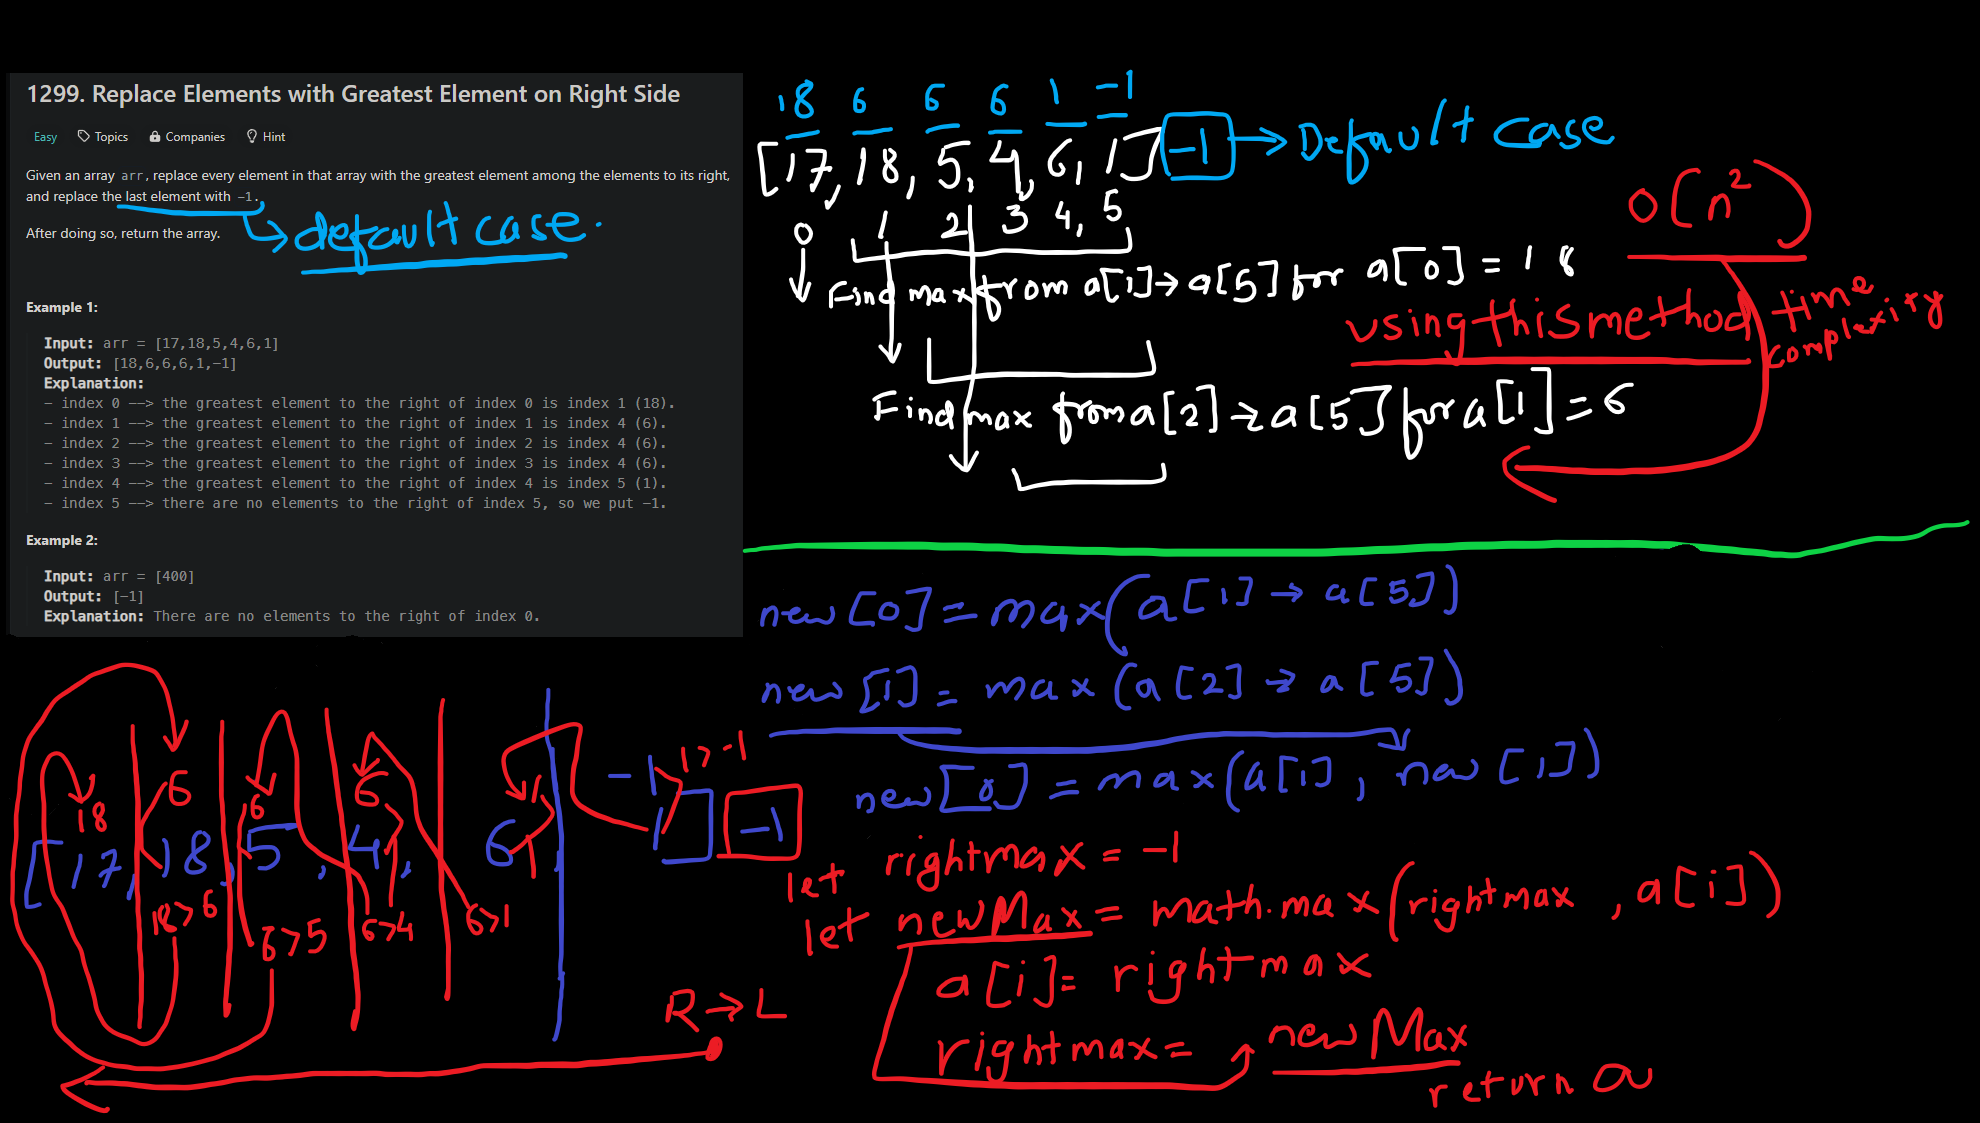 1299. Replace Elements with Greatest Element on Right Side
Easy Topics Companies Hint
Given an array arr, replace every element in that array with the greatest element among the elements to its right,
and replace the last element with -1.
default case.
After doing so, return the array.
Example 1:
Input: arr = [17,18,5,4,6,1]
Output: [18,6,6,6,1,-1]
Explanation:
- index 0 --> the greatest element to the right of index 0 is index 1 (18).
- index 1 --> the greatest element to the right of index 1 is index 4 (6).
- index 2 --> the greatest element to the right of index 2 is index 4 (6).
- index 3 --> the greatest element to the right of index 3 is index 4 (6).
- index 4 --> the greatest element to the right of index 4 is index 5 (1).
- index 5 --> there are no elements to the right of index 5, so we put -1.
Example 2:
Input: arr = [400]
Output: [-1]
Explanation: There are no elements to the right of index 0.
18 6 6 6 1 -1
[17, 18, 5, 4, 6, 1] -1 → Default case
0 1 2 3 4, 5
Find max from a[1] → a[5] for a[0] = 18
O(n²)
using this method time complexity
Find max from a[2] → a[5] for a[1] = 6
new[0] = max(a[1] → a[5])
new[1] = max(a[2] → a[5])
new[0] = max(a[1], new[1])
let rightmax = -1
let newMax = math.max(rightmax, a[i])
a[i] = rightmax
rightmax = newMax
return a
18 6 6 6 1 -1 1 > -1
[17, 18, 5, 4, 6, 1] -1
18>6 6>5 6>4 6>1
R → L